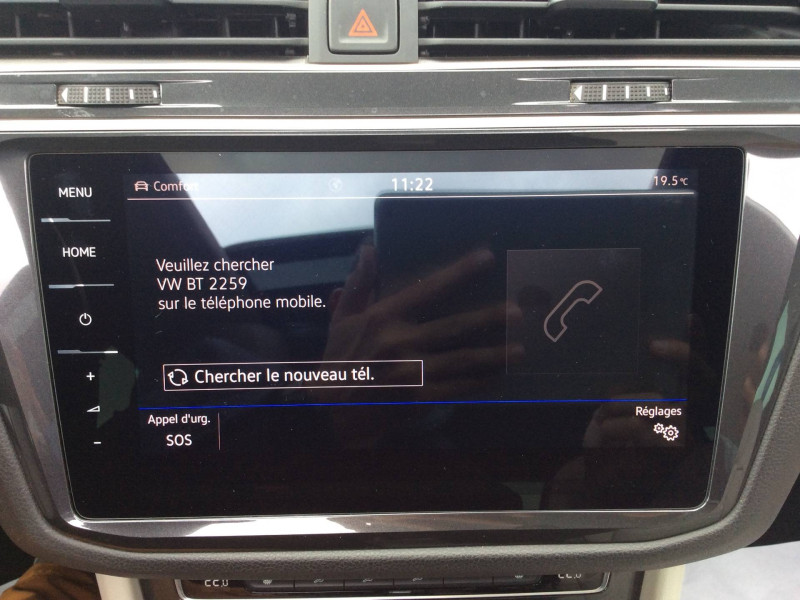 MENU
Comfort 11:22 19.5°C
HOME
Veuillez chercher
VW BT 2259
sur le téléphone mobile.
Chercher le nouveau tél.
+
-
Appel d'urg.
SOS
Réglages